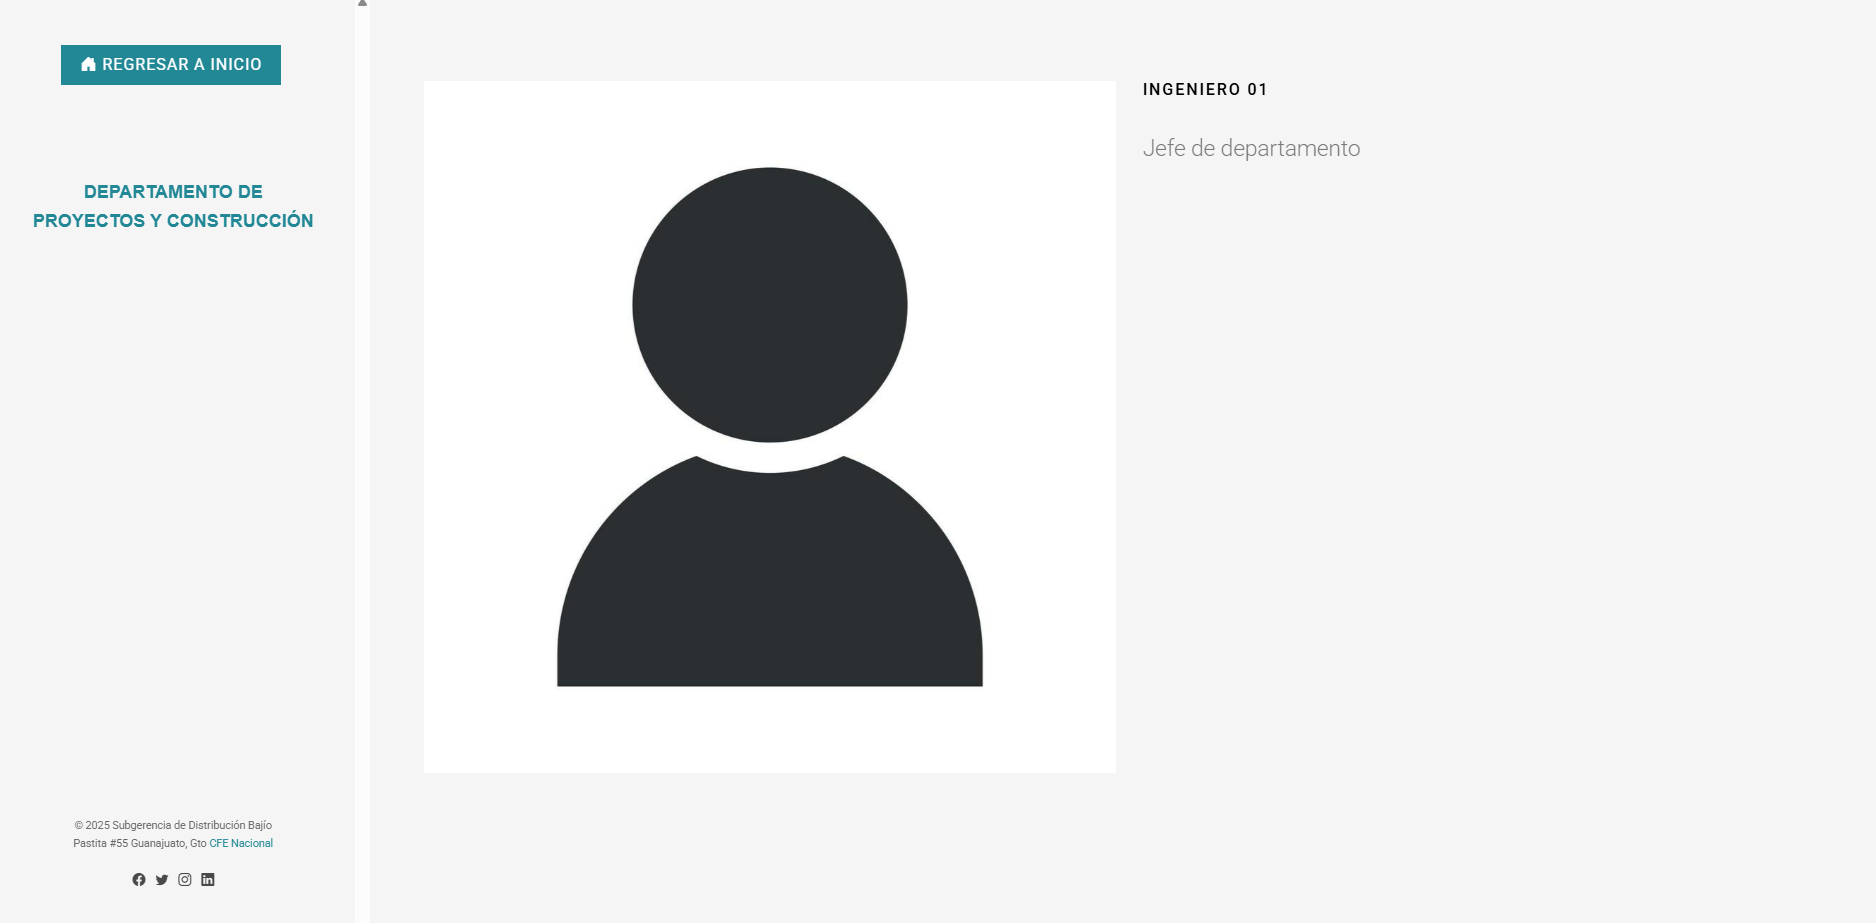 REGRESAR A INICIO
DEPARTAMENTO DE
PROYECTOS Y CONSTRUCCIÓN
© 2025 Subgerencia de Distribución Bajío
Pastita #55 Guanajuato, Gto CFE Nacional
INGENIERO 01
Jefe de departamento